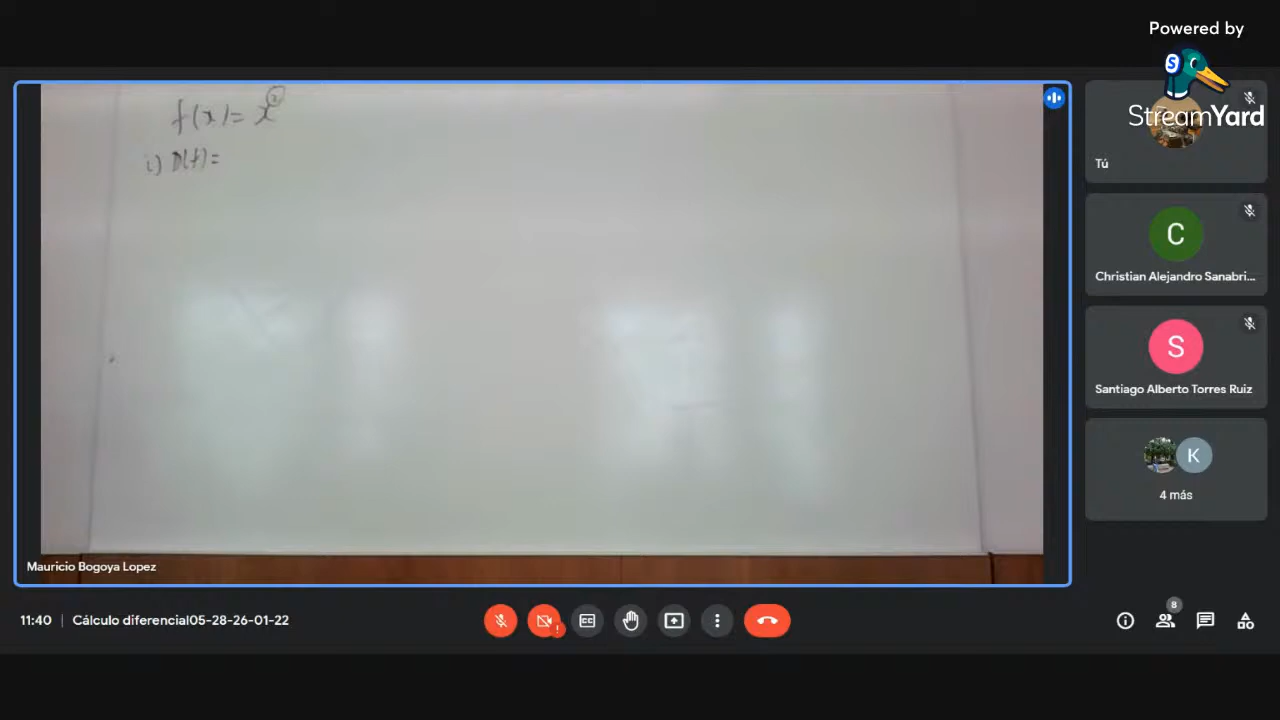 Powered by
StreamYard
f(x)= x²
i) D(f)=
Tú
C
Christian Alejandro Sanabri...
S
Santiago Alberto Torres Ruiz
K
4 más
Mauricio Bogoya Lopez
11:40 | Cálculo diferencial05-28-26-01-22
8